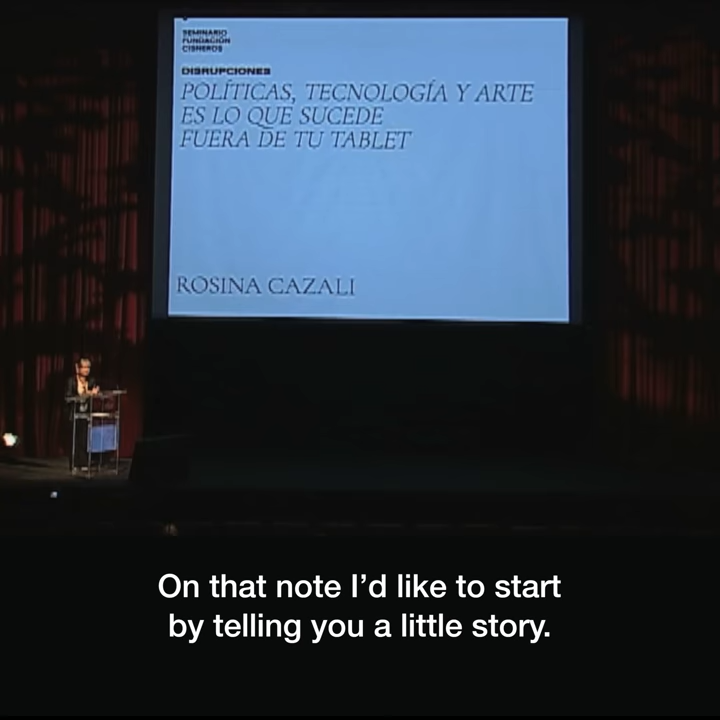 SEMINARIO
FUNDACIÓN
CISNEROS
DISRUPCIONES
POLÍTICAS, TECNOLOGÍA Y ARTE
ES LO QUE SUCEDE
FUERA DE TU TABLET
ROSINA CAZALI
On that note I’d like to start
by telling you a little story.